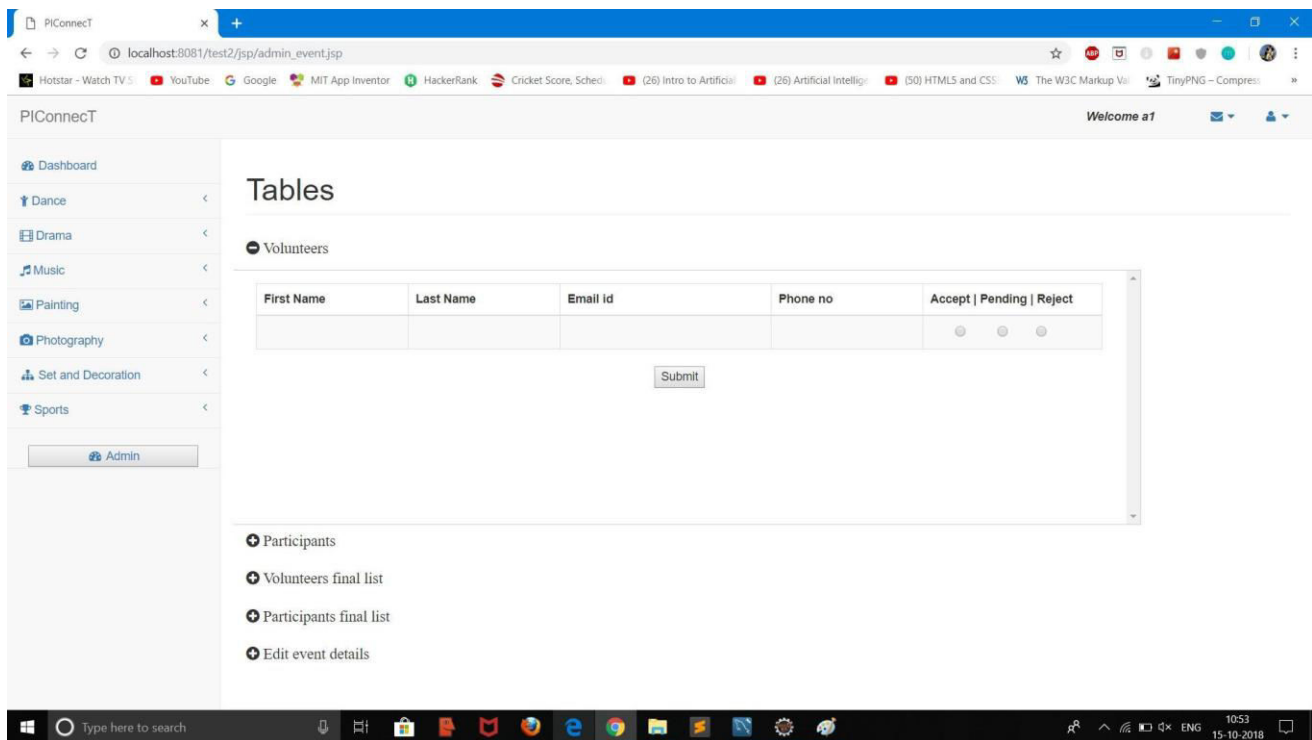 PIConnecT
localhost:8081/test2/jsp/admin_event.jsp
ABP
Hotstar - Watch TV S YouTube Google MIT App Inventor HackerRank Cricket Score, Sched (26) Intro to Artificial (26) Artificial Intellige (50) HTML5 and CSS The W3C Markup Va TinyPNG – Compress
PIConnecT
Welcome a1
Dashboard
Dance
Drama
Music
Painting
Photography
Set and Decoration
Sports
Admin
Tables
Volunteers
First Name Last Name Email id Phone no Accept | Pending | Reject
Submit
Participants
Volunteers final list
Participants final list
Edit event details
Type here to search
ENG
10:53
15-10-2018